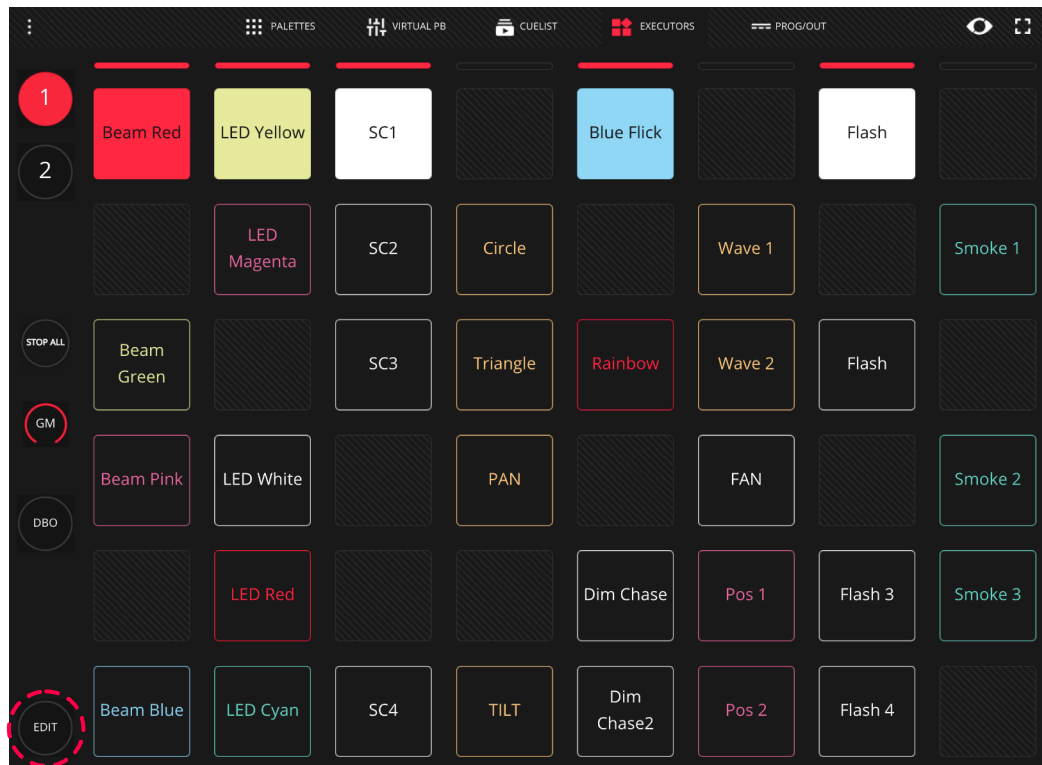 PALETTES VIRTUAL PB CUELIST EXECUTORS PROG/OUT
1
2
STOP ALL
GM
DBO
EDIT
Beam Red LED Yellow SC1 Blue Flick Flash
LED
Magenta
SC2 Circle Wave 1 Smoke 1
Beam
Green
SC3 Triangle Rainbow Wave 2 Flash
Beam Pink LED White PAN FAN Smoke 2
LED Red Dim Chase Pos 1 Flash 3 Smoke 3
Beam Blue LED Cyan SC4 TILT
Dim
Chase2
Pos 2 Flash 4